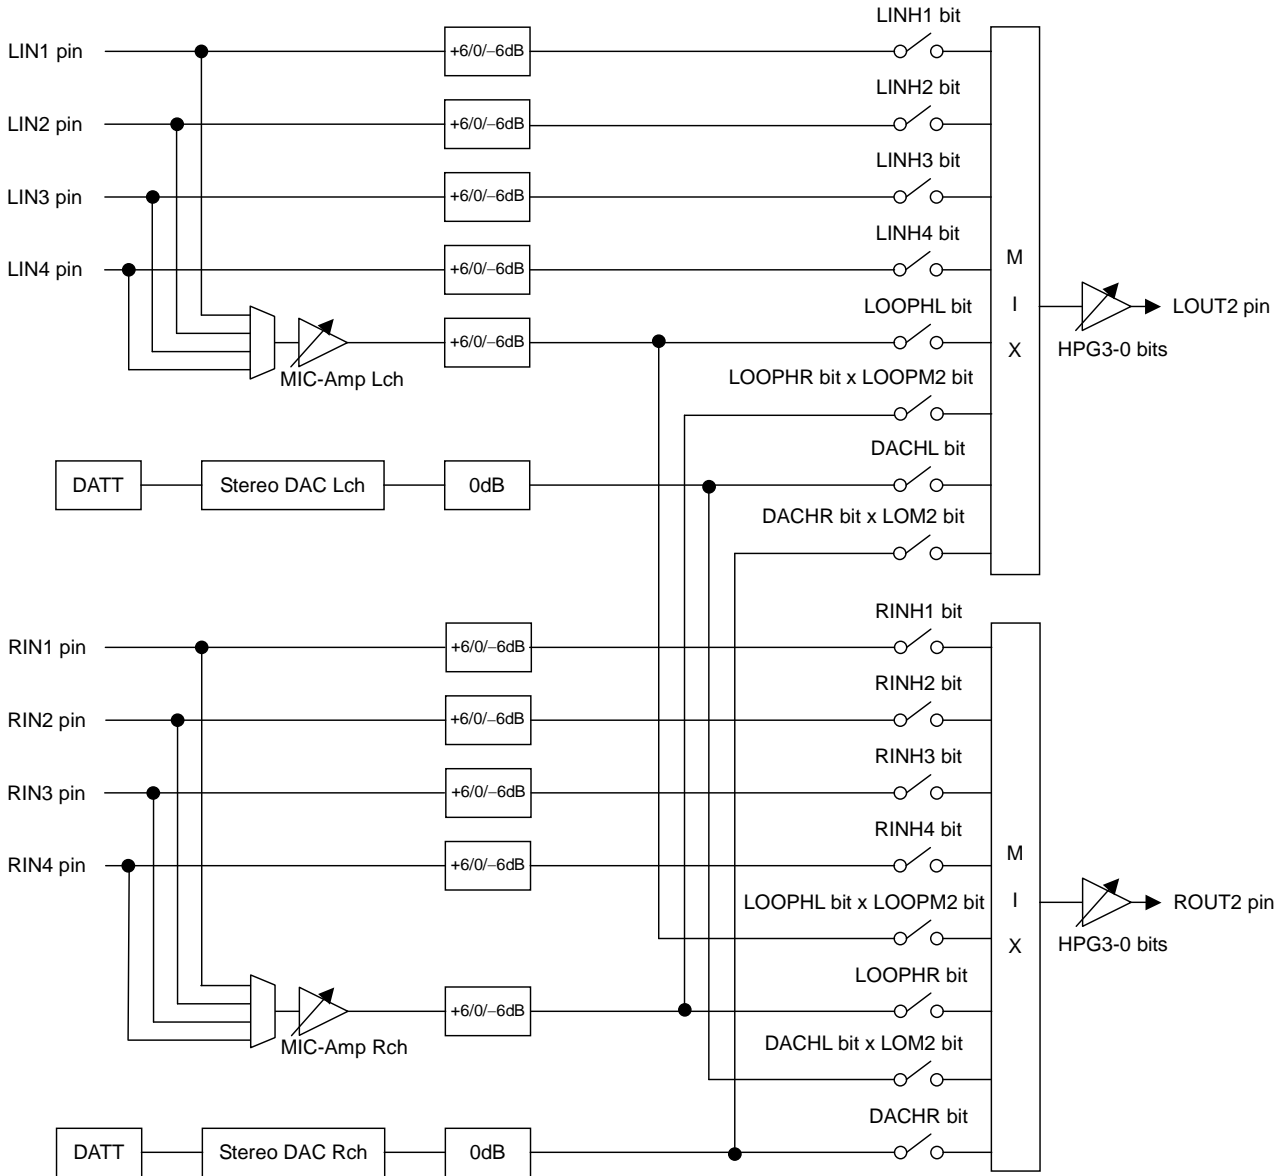 LINH1 bit
LIN1 pin
+6/0/−6dB
LINH2 bit
LIN2 pin
+6/0/−6dB
LINH3 bit
LIN3 pin
+6/0/−6dB
LINH4 bit
LIN4 pin
+6/0/−6dB
M
I
X
LOOPHL bit
LOUT2 pin
+6/0/−6dB
HPG3-0 bits
MIC-Amp Lch
LOOPHR bit x LOOPM2 bit
DACHL bit
DATT
Stereo DAC Lch
0dB
DACHR bit x LOM2 bit
RINH1 bit
RIN1 pin
+6/0/−6dB
RINH2 bit
RIN2 pin
+6/0/−6dB
RINH3 bit
RIN3 pin
+6/0/−6dB
RINH4 bit
RIN4 pin
+6/0/−6dB
M
I
X
LOOPHL bit x LOOPM2 bit
ROUT2 pin
HPG3-0 bits
LOOPHR bit
+6/0/−6dB
MIC-Amp Rch
DACHL bit x LOM2 bit
DACHR bit
DATT
Stereo DAC Rch
0dB